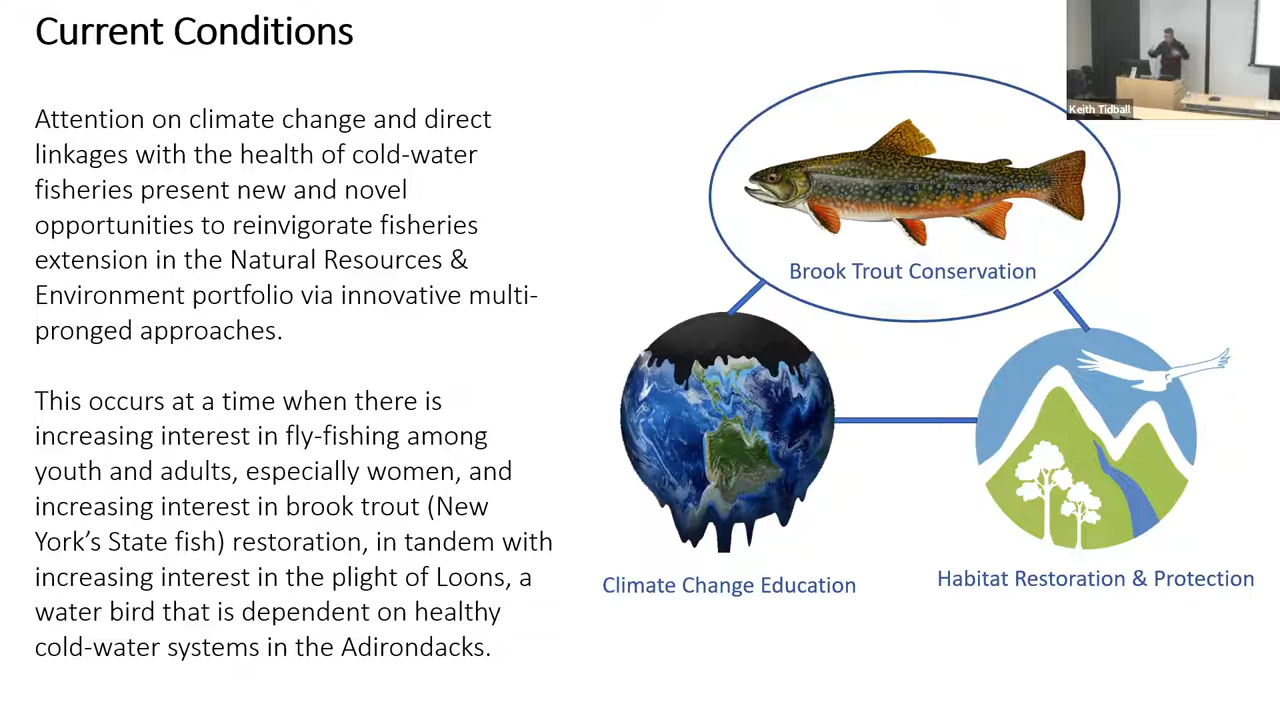 Current Conditions
Attention on climate change and direct
linkages with the health of cold-water
fisheries present new and novel
opportunities to reinvigorate fisheries
extension in the Natural Resources &
Environment portfolio via innovative multi-
pronged approaches.
This occurs at a time when there is
increasing interest in fly-fishing among
youth and adults, especially women, and
increasing interest in brook trout (New
York’s State fish) restoration, in tandem with
increasing interest in the plight of Loons, a
water bird that is dependent on healthy
cold-water systems in the Adirondacks.
Keith Tidball
Brook Trout Conservation
Climate Change Education
Habitat Restoration & Protection